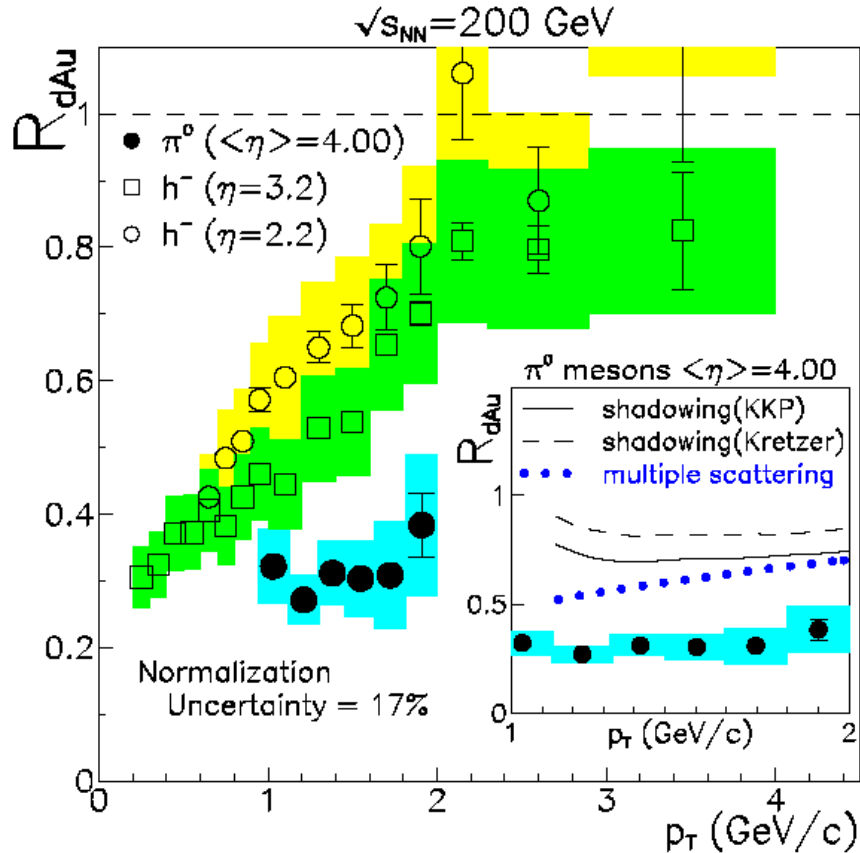 √sNN=200 GeV
RdAu
π° (<η>=4.00)
h⁻ (η=3.2)
h⁻ (η=2.2)
1
0.8
0.6
0.4
0.2
0
Normalization
Uncertainty = 17%
0 1 2 3 4
pT (GeV/c)
π° mesons <η>=4.00
RdAu
shadowing(KKP)
shadowing(Kretzer)
multiple scattering
1
0.5
0
1 2
pT (GeV/c)